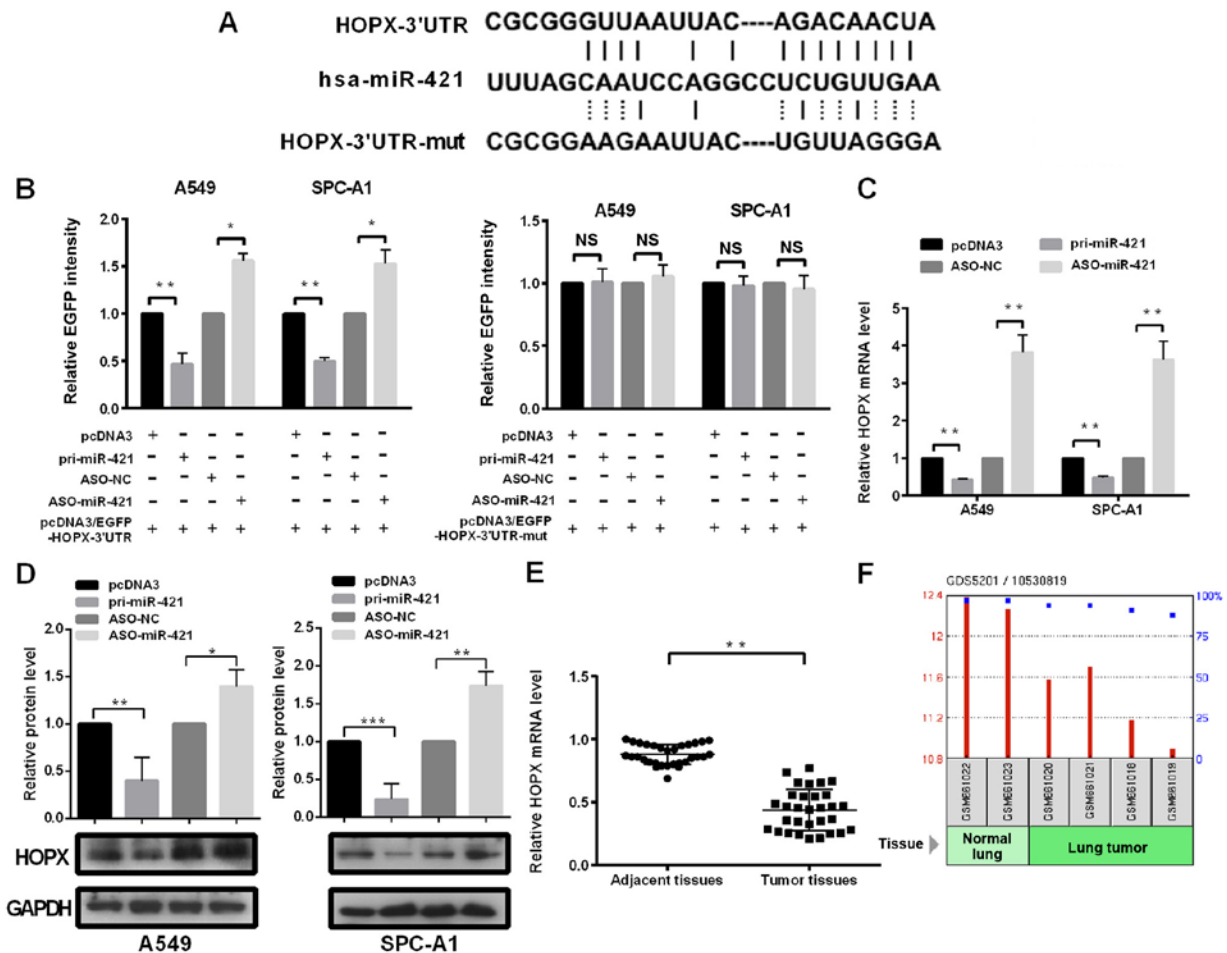 A
HOPX-3'UTR CGCGGGUUAAUUAC----AGACAACUA
hsa-miR-421 UUUAGCAAUCCAGGCCUCUGUUGAA
HOPX-3'UTR-mut CGCGGAAGAAUUAC----UGUUAGGGA
B
A549 SPC-A1
Relative EGFP intensity
2.0
1.5
1.0
0.5
0.0
** * ** *
pcDNA3 + - - - + - - -
pri-miR-421 - + - - - + - -
ASO-NC - - + - - - + -
ASO-miR-421 - - - + - - - +
pcDNA3/EGFP
-HOPX-3'UTR + + + + + + + +
A549 SPC-A1
Relative EGFP intensity
1.5
1.0
0.5
0.0
NS NS NS NS
pcDNA3 + - - - + - - -
pri-miR-421 - + - - - + - -
ASO-NC - - + - - - + -
ASO-miR-421 - - - + - - - +
pcDNA3/EGFP
-HOPX-3'UTR-mut + + + + + + + +
C
pcDNA3 pri-miR-421
ASO-NC ASO-miR-421
Relative HOPX mRNA level
5
4
3
2
1
0
** ** ** **
A549 SPC-A1
D
pcDNA3
pri-miR-421
ASO-NC
ASO-miR-421
Relative protein level
2.0
1.5
1.0
0.5
0.0
** *
pcDNA3
pri-miR-421
ASO-NC
ASO-miR-421
Relative protein level
2.5
2.0
1.5
1.0
0.5
0.0
*** **
HOPX
GAPDH
A549 SPC-A1
E
Relative HOPX mRNA level
1.5
1.0
0.5
1.0
**
Adjacent tissues Tumor tissues
F
GDS5201 / 10530819
12.4
12
11.6
11.2
10.8
100%
75
50
25
0
GSM661022 GSM661023 GSM661020 GSM661021 GSM661018 GSM661019
Tissue
Normal
lung
Lung tumor